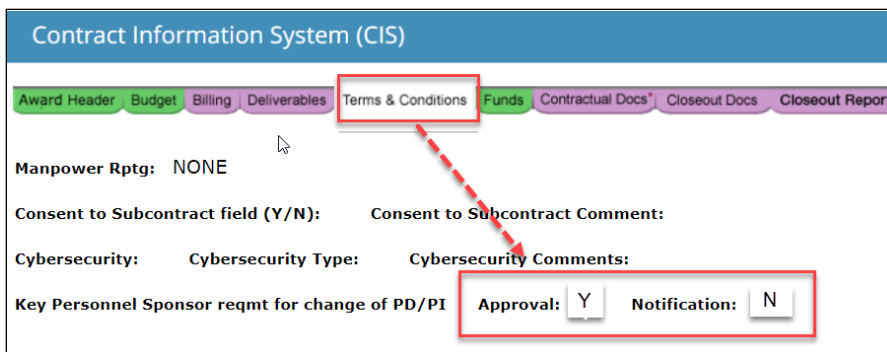 Contract Information System (CIS)
Award Header Budget Billing Deliverables Terms & Conditions Funds Contractual Docs* Closeout Docs Closeout Repor
Manpower Rptg: NONE
Consent to Subcontract field (Y/N): Consent to Subcontract Comment:
Cybersecurity: Cybersecurity Type: Cybersecurity Comments:
Key Personnel Sponsor reqmt for change of PD/PI Approval: Y Notification: N